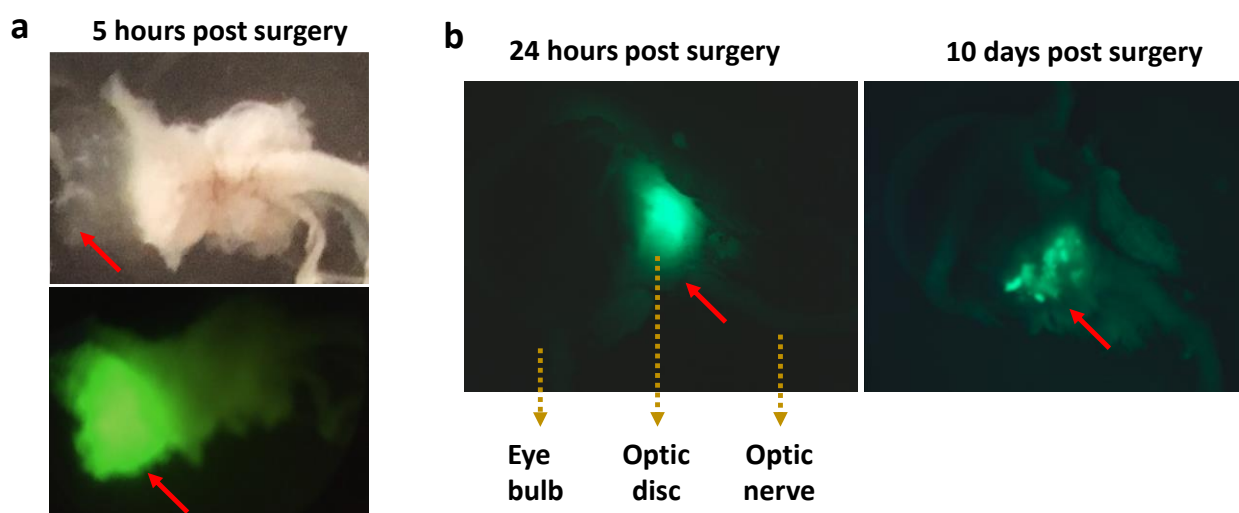 a
5 hours post surgery
b
24 hours post surgery
10 days post surgery
Eye
bulb
Optic
disc
Optic
nerve